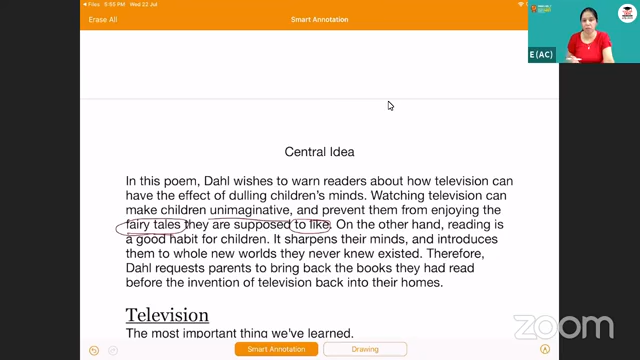 Files 5:55 PM Wed 22 Jul
Erase All
Smart Annotation
E (AC)
Central Idea
In this poem, Dahl wishes to warn readers about how television can
have the effect of dulling children's minds. Watching television can
make children unimaginative, and prevent them from enjoying the
fairy tales they are supposed to like. On the other hand, reading is
a good habit for children. It sharpens their minds, and introduces
them to whole new worlds they never knew existed. Therefore,
Dahl requests parents to bring back the books they had read
before the invention of television back into their homes.
Television
The most important thing we've learned,
zoom
Smart Annotation
Drawing